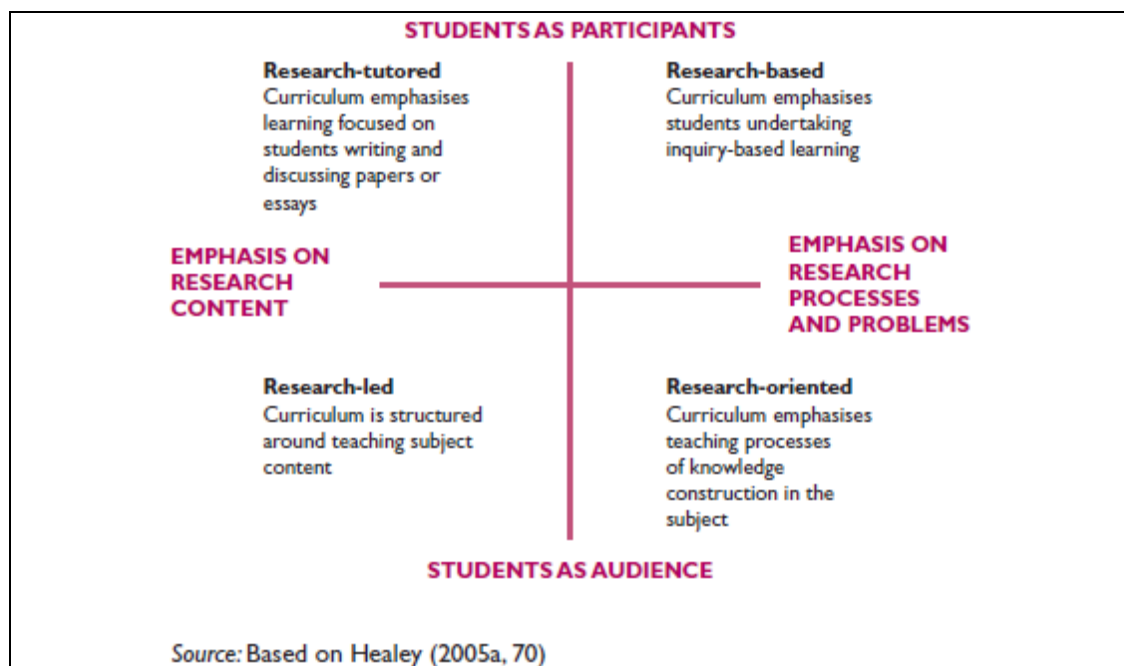 STUDENTS AS PARTICIPANTS
Research-tutored
Curriculum emphasises
learning focused on
students writing and
discussing papers or
essays
Research-based
Curriculum emphasises
students undertaking
inquiry-based learning
EMPHASIS ON
RESEARCH
CONTENT
EMPHASIS ON
RESEARCH
PROCESSES
AND PROBLEMS
Research-led
Curriculum is structured
around teaching subject
content
Research-oriented
Curriculum emphasises
teaching processes
of knowledge
construction in the
subject
STUDENTS AS AUDIENCE
Source: Based on Healey (2005a, 70)